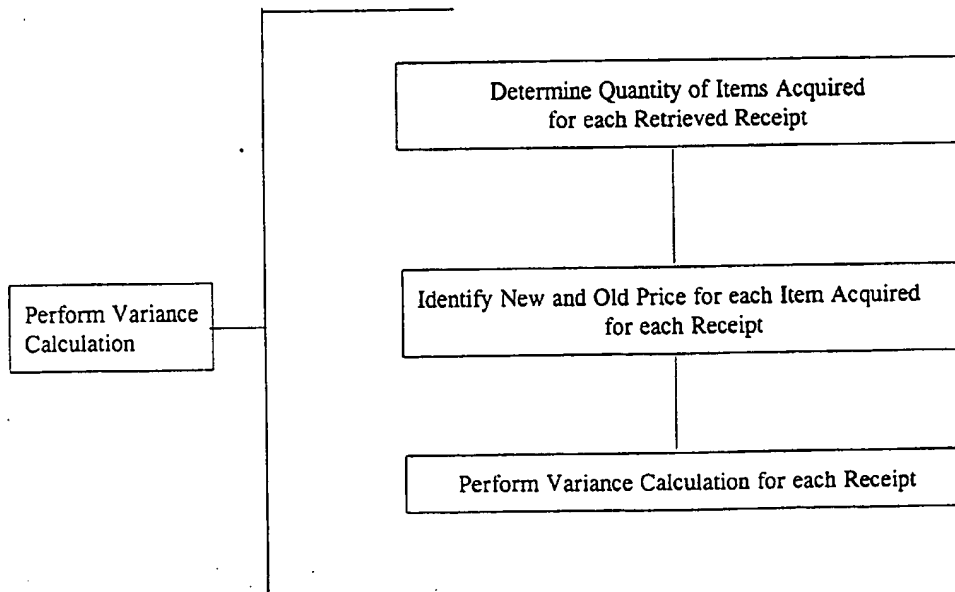 Determine Quantity of Items Acquired
for each Retrieved Receipt
Identify New and Old Price for each Item Acquired
for each Receipt
Perform Variance
Calculation
Perform Variance Calculation for each Receipt